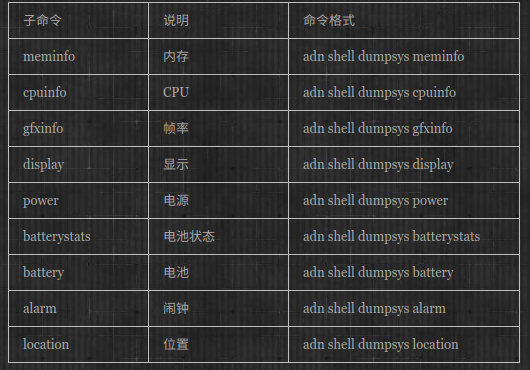 子命令 说明 命令格式
meminfo 内存 adn shell dumpsys meminfo
cpuinfo CPU adn shell dumpsys cpuinfo
gfxinfo 帧率 adn shell dumpsys gfxinfo
display 显示 adn shell dumpsys display
power 电源 adn shell dumpsys power
batterystats 电池状态 adn shell dumpsys batterystats
battery 电池 adn shell dumpsys battery
alarm 闹钟 adn shell dumpsys alarm
location 位置 adn shell dumpsys location